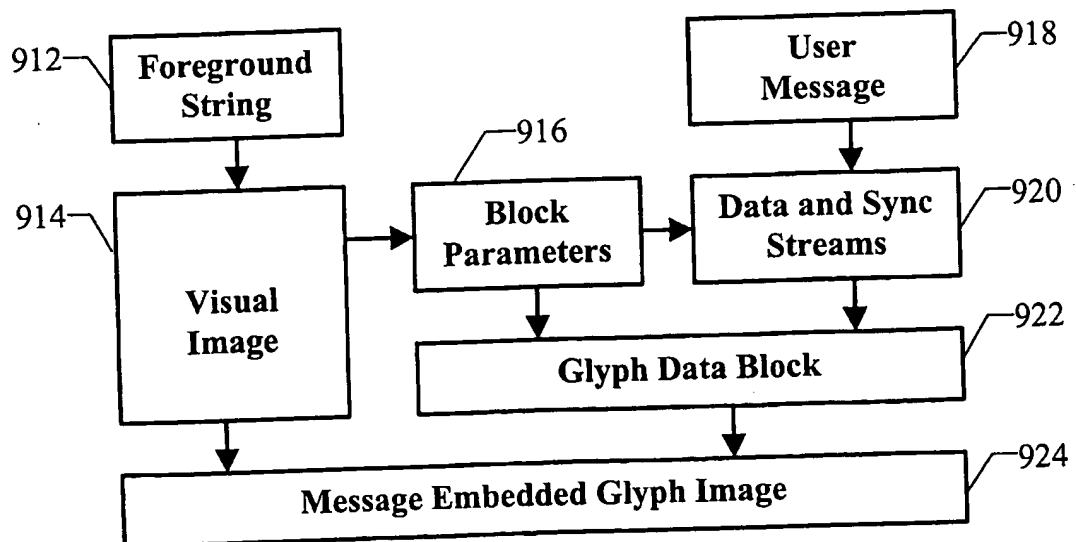 912
Foreground
String
User
Message
918
916
914
Visual
Image
Block
Parameters
Data and Sync
Streams
920
922
Glyph Data Block
924
Message Embedded Glyph Image